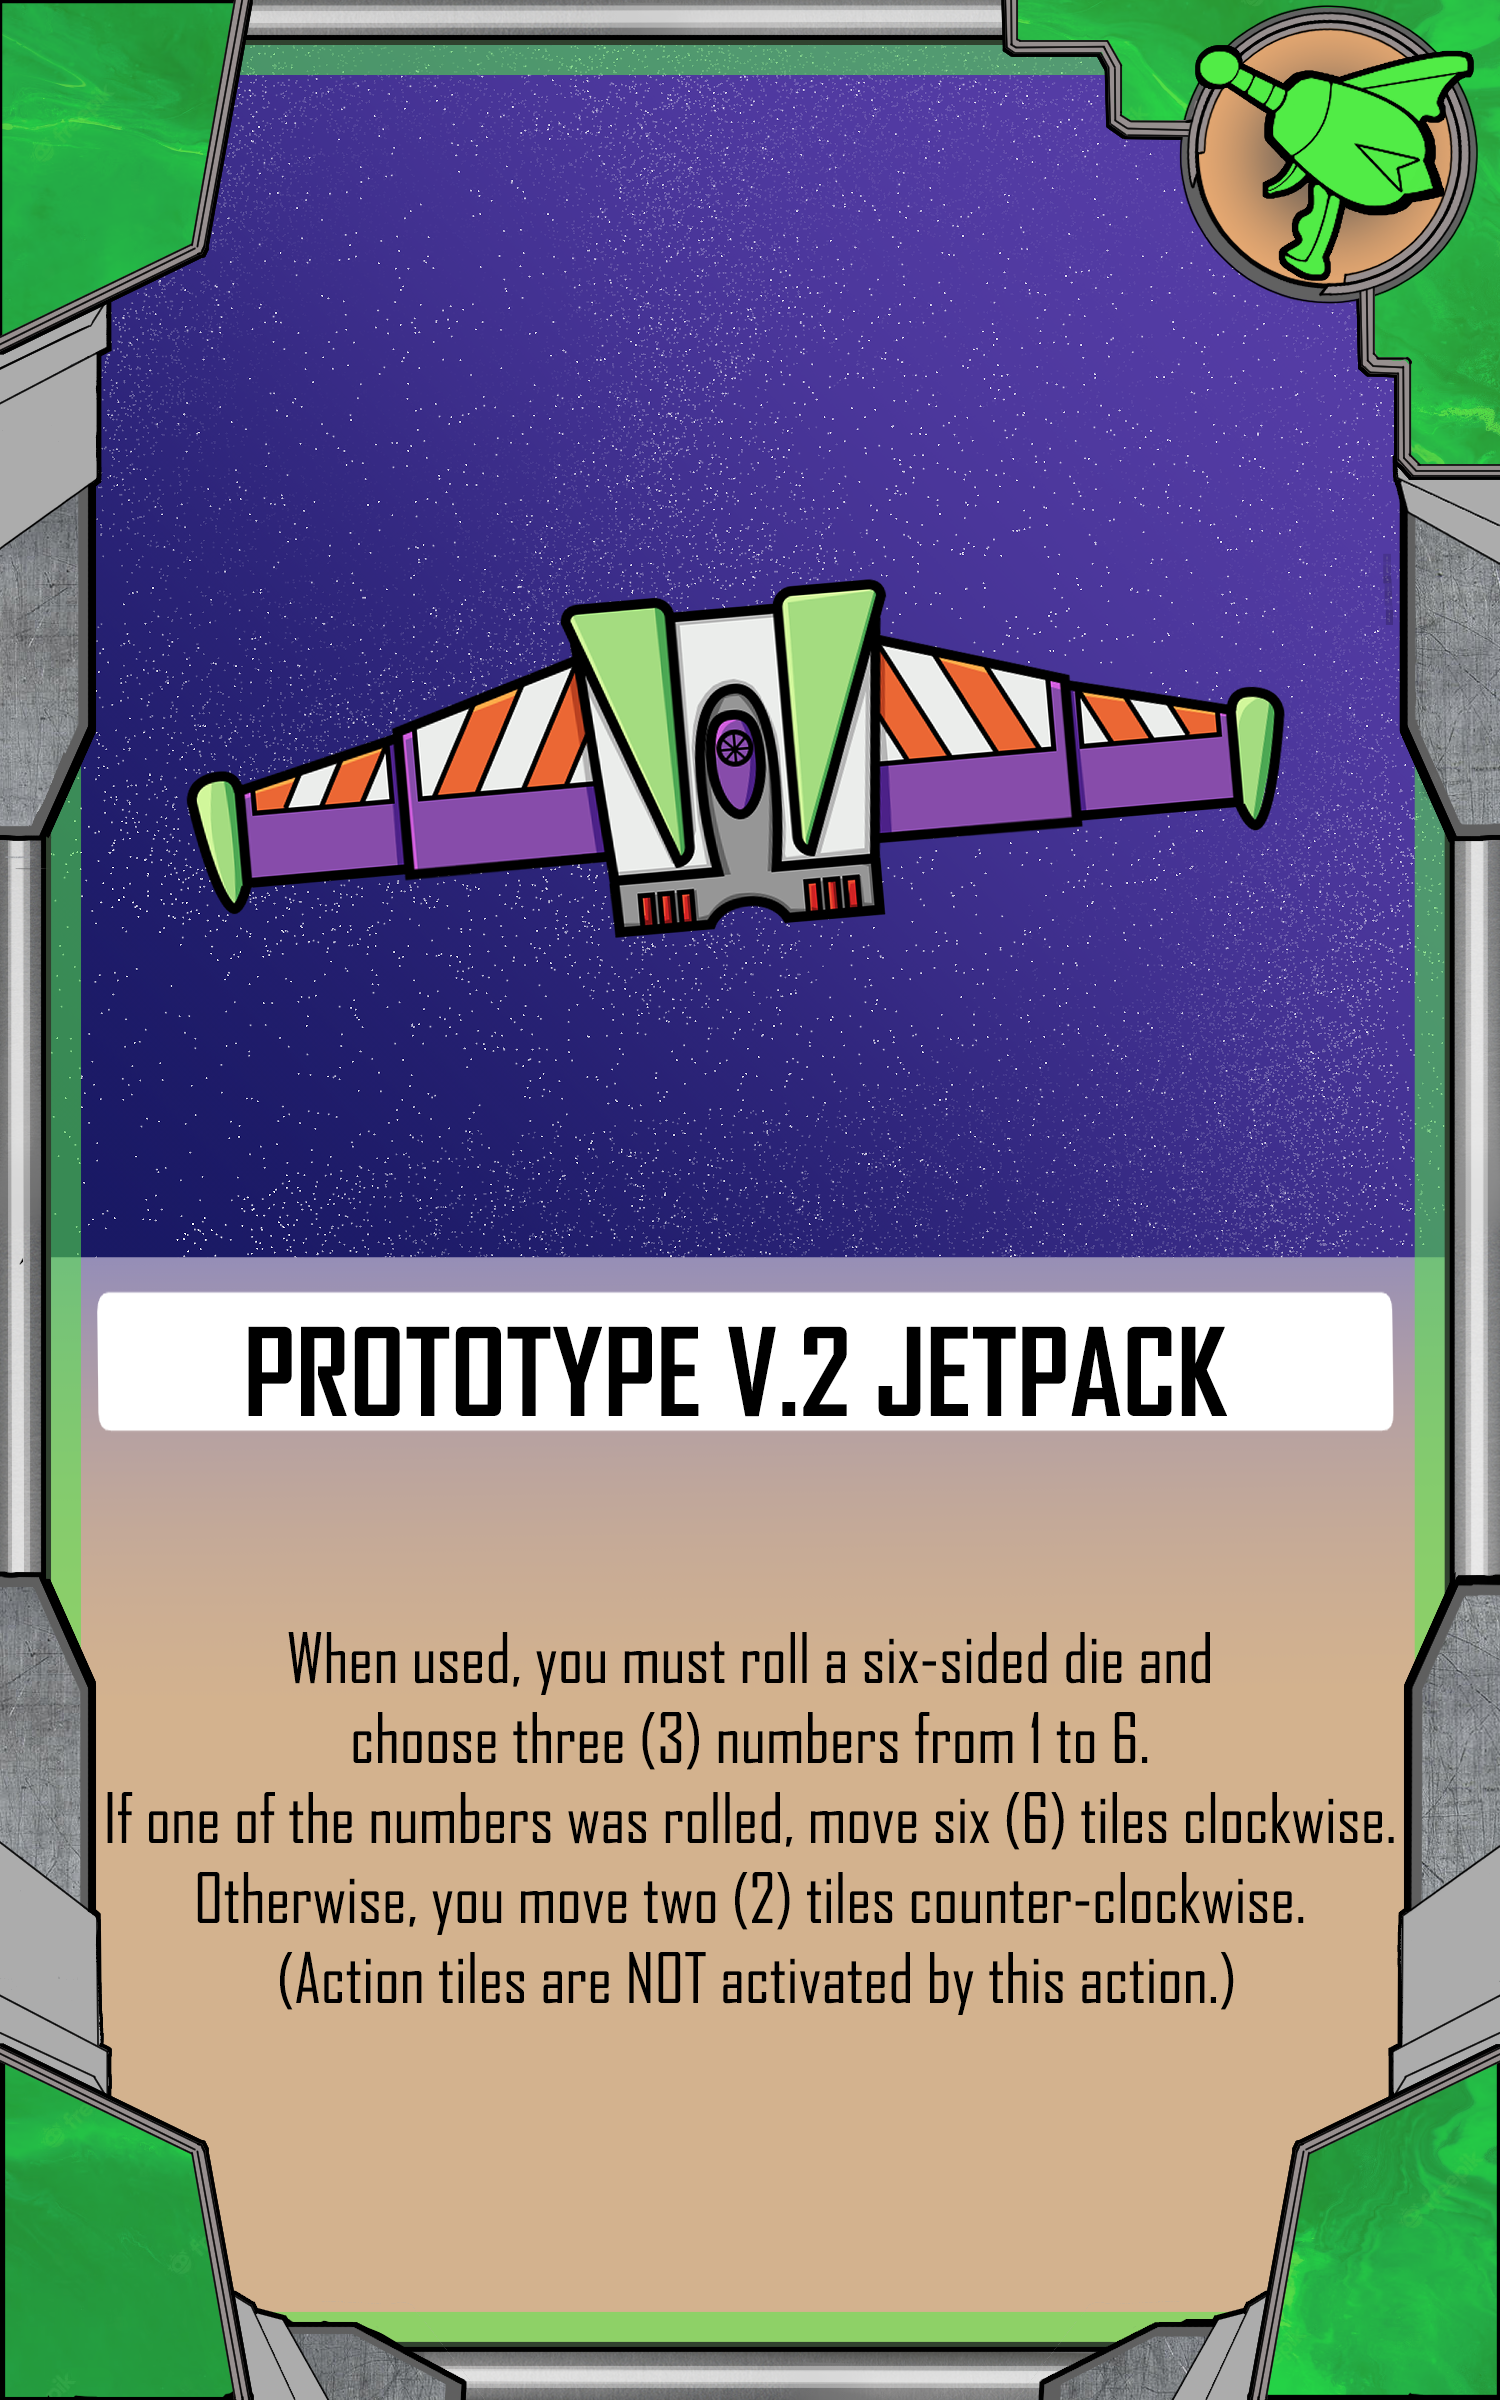 PROTOTYPE V.2 JETPACK
When used, you must roll a six-sided die and
choose three (3) numbers from 1 to 6.
If one of the numbers was rolled, move six (6) tiles clockwise.
Otherwise, you move two (2) tiles counter-clockwise.
(Action tiles are NOT activated by this action.)